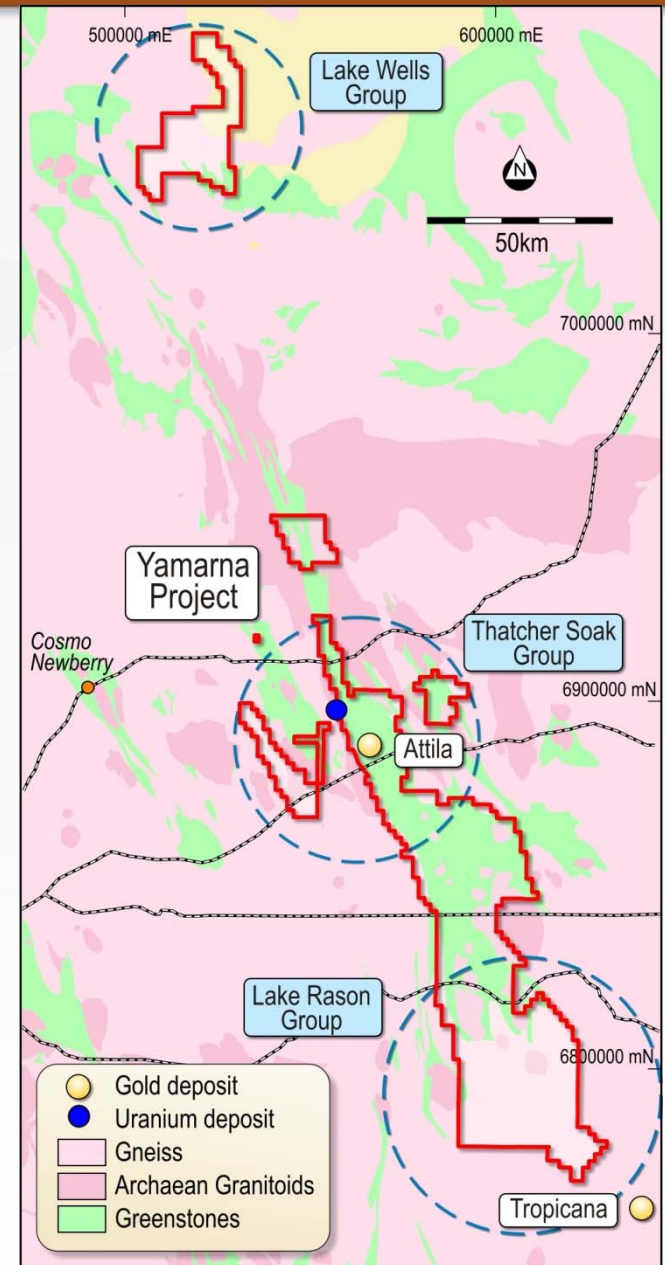 500000 mE
600000 mE
Lake Wells
Group
N
50km
7000000 mN
Yamarna
Project
Cosmo
Newberry
Thatcher Soak
Group
6900000 mN
Attila
Lake Rason
Group
6800000 mN
Gold deposit
Uranium deposit
Gneiss
Archaean Granitoids
Greenstones
Tropicana